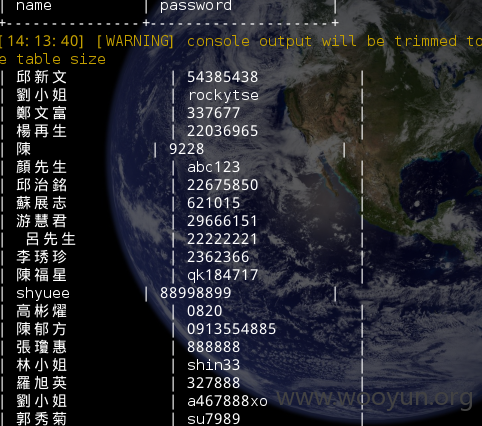 | name | password |
+---------------+---------------------+
[14:13:40] [WARNING] console output will be trimmed to
e table size
| 邱新文 | 54385438 |
| 劉小姐 | rockytse |
| 鄭文富 | 337677 |
| 楊再生 | 22036965 |
| 陳 | 9228 |
| 顏先生 | abc123 |
| 邱治銘 | 22675850 |
| 蘇展志 | 621015 |
| 游慧君 | 29666151 |
| 呂先生 | 22222221 |
| 李琇珍 | 2362366 |
| 陳福星 | qk184717 |
| shyuee | 88998899 |
| 高彬燿 | 0820 |
| 陳郁方 | 0913554885 |
| 張瓊惠 | 888888 |
| 林小姐 | shin33 |
| 羅旭英 | 327888 |
| 劉小姐 | a467888xo |
| 郭秀菊 | su7989 |
www.wooyun.org